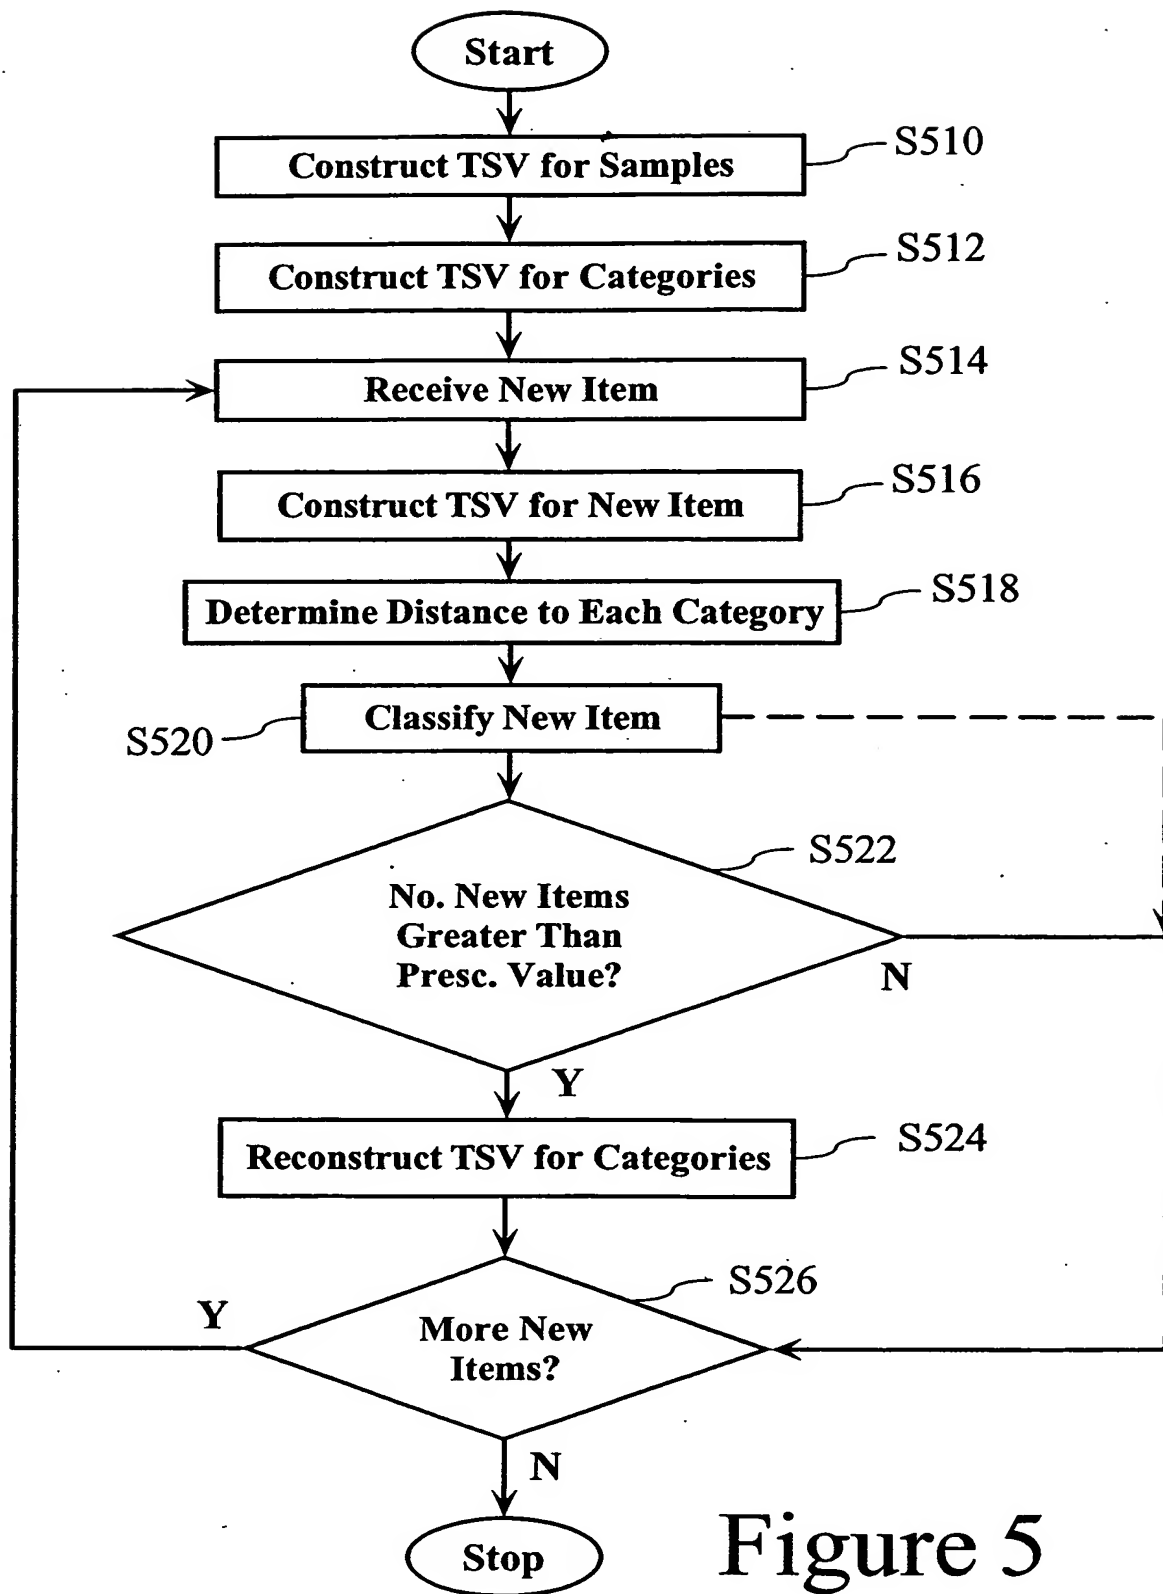 Start
Construct TSV for Samples
S510
Construct TSV for Categories
S512
Receive New Item
S514
Construct TSV for New Item
S516
Determine Distance to Each Category
S518
Classify New Item
S520
No. New Items
Greater Than
Presc. Value?
S522
N
Y
Reconstruct TSV for Categories
S524
More New
Items?
S526
Y
N
Stop
Figure 5